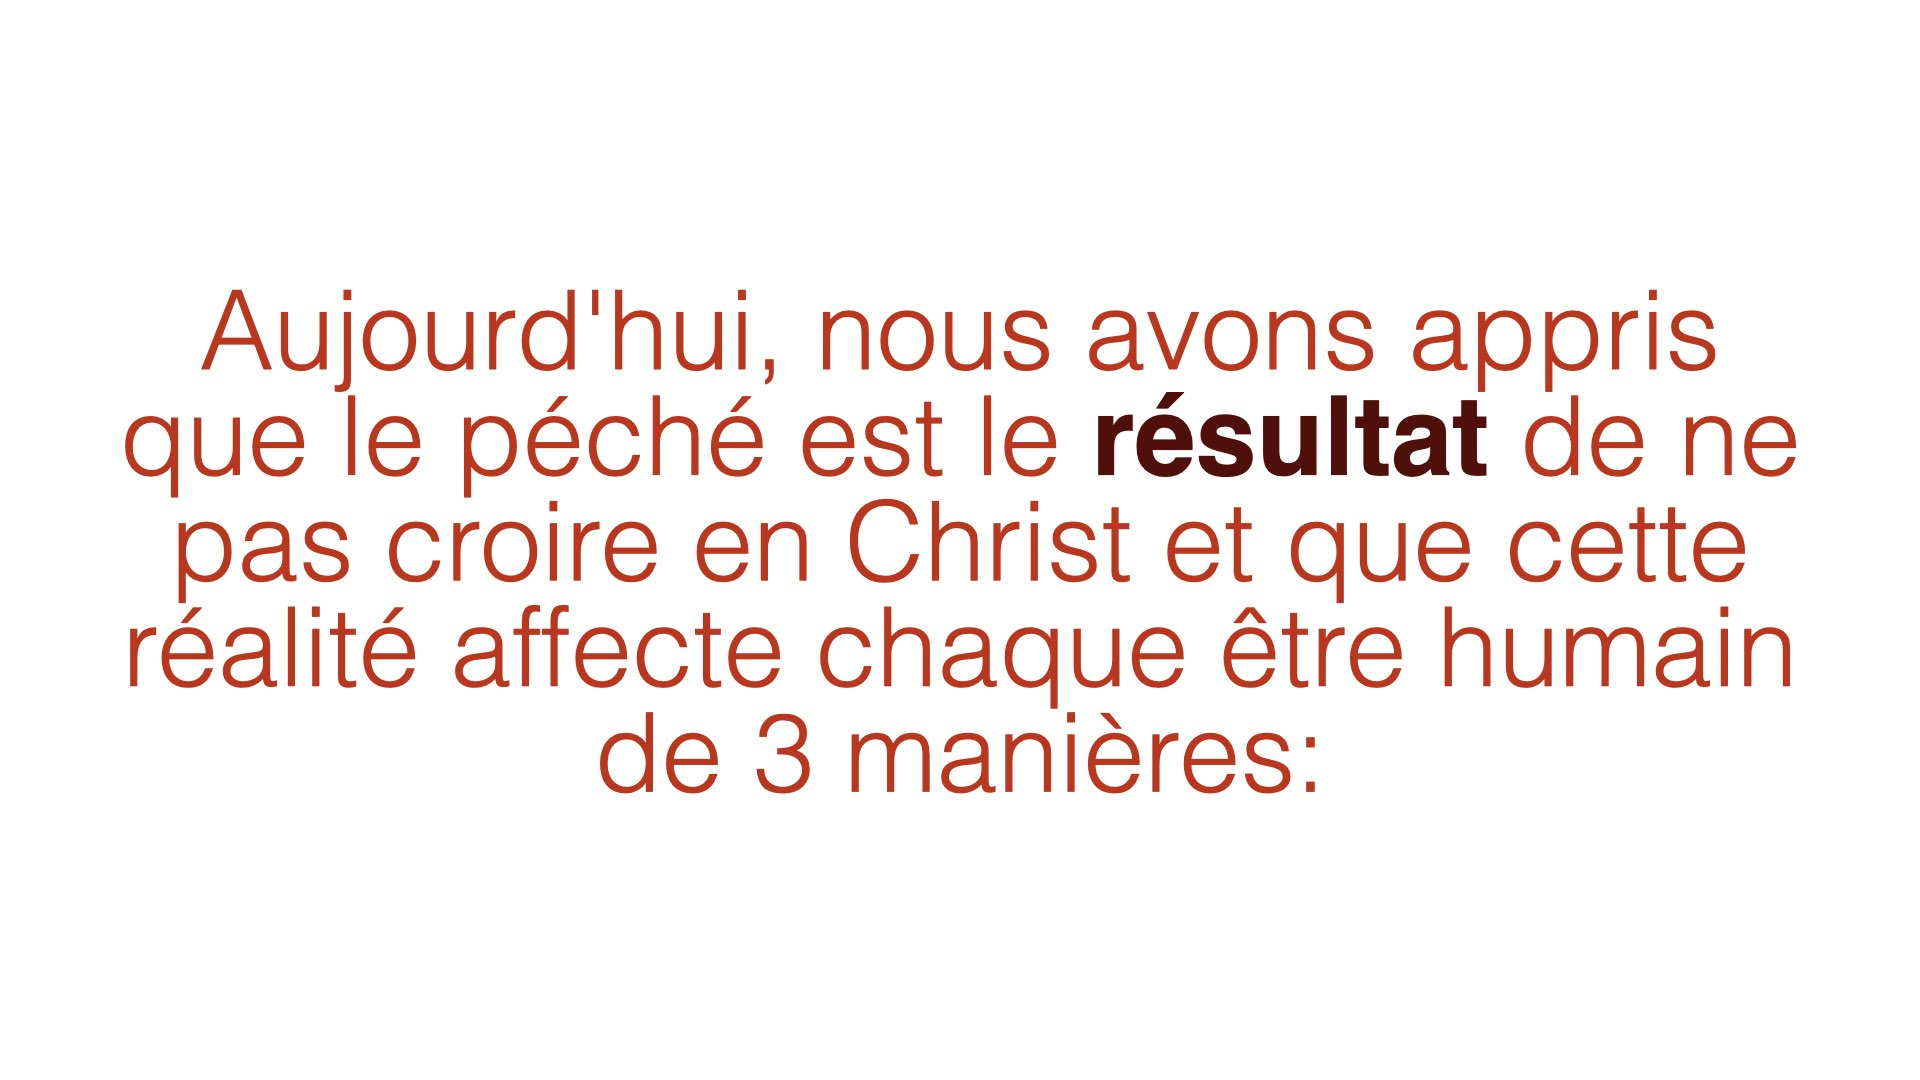 Aujourd'hui, nous avons appris
que le péché est le résultat de ne
pas croire en Christ et que cette
réalité affecte chaque être humain
de 3 manières: